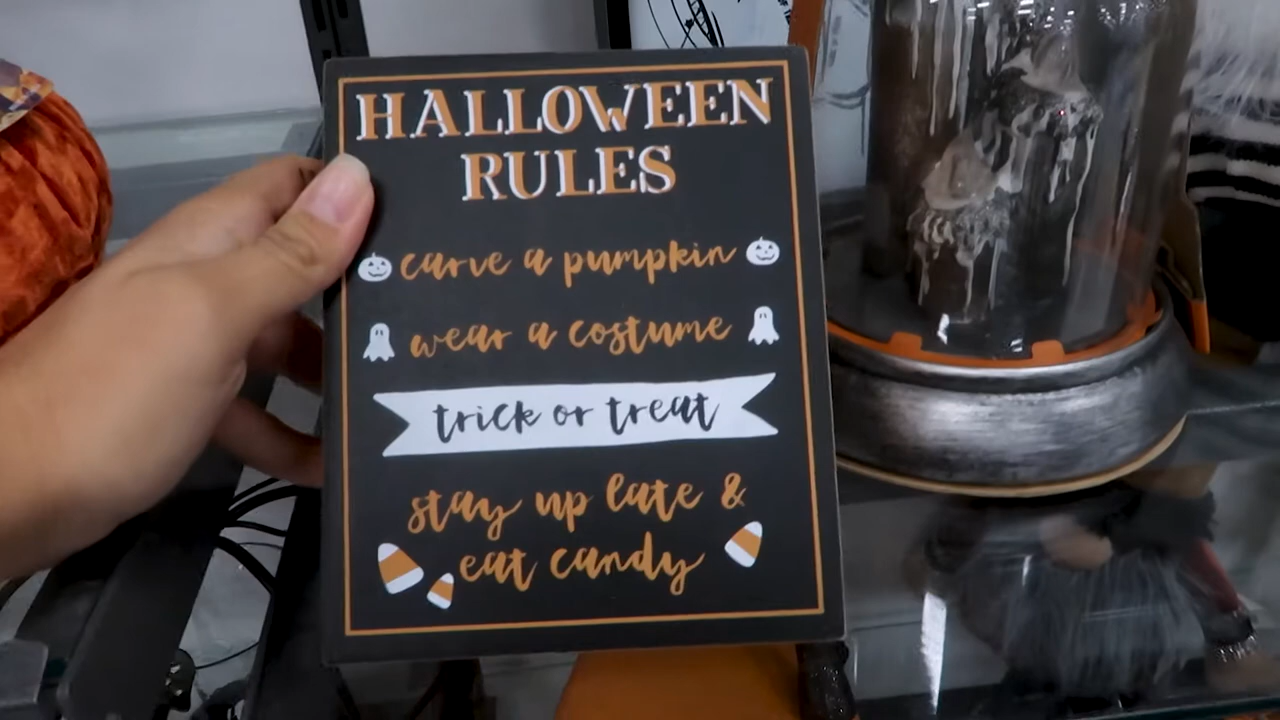 HALLOWEEN
RULES
carve a pumpkin
wear a costume
trick or treat
stay up late &
eat candy